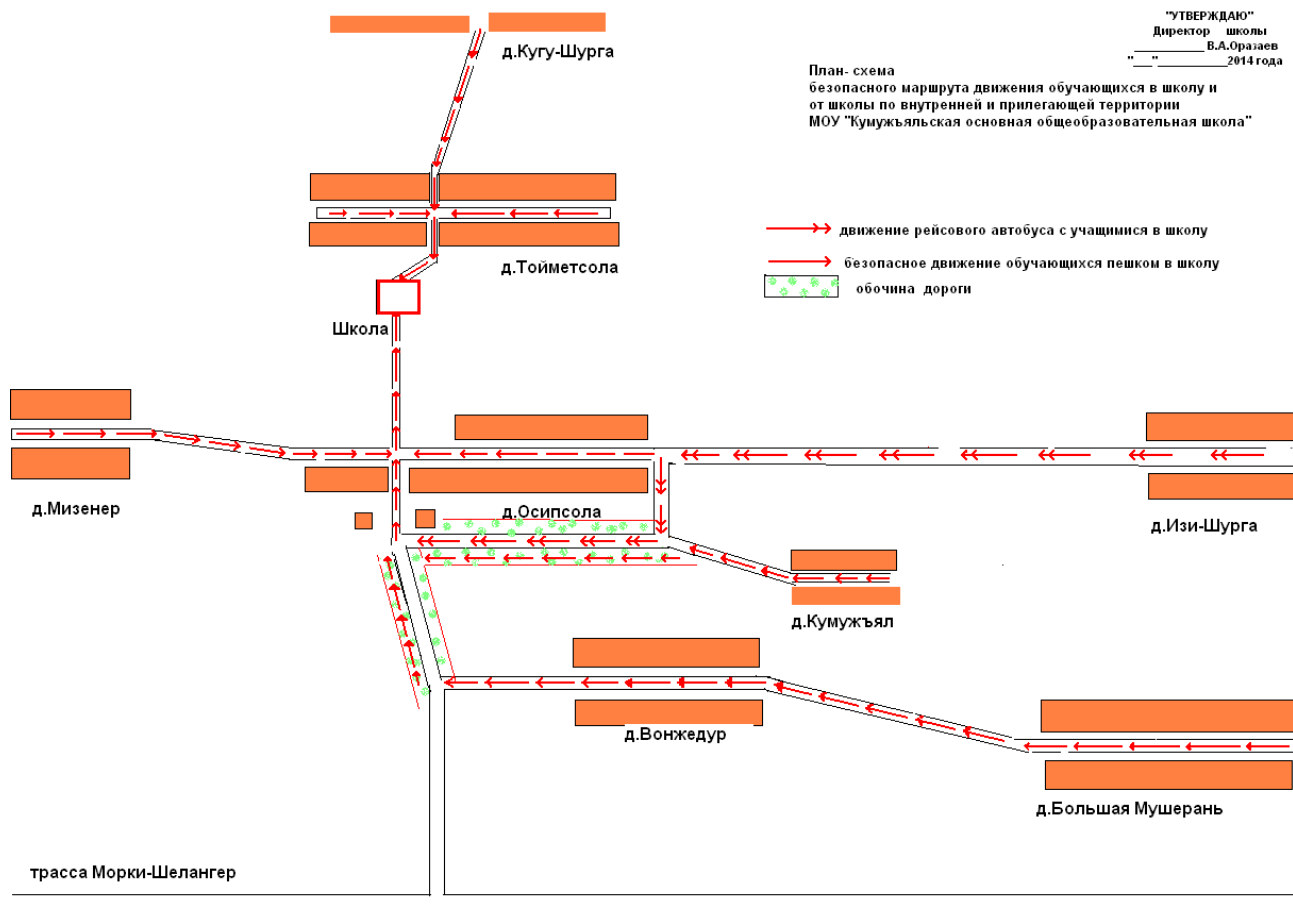 "УТВЕРЖДАЮ"
Директор школы
___________ В.А.Оразаев
"___"___________2014 года
План- схема
безопасного маршрута движения обучающихся в школу и
от школы по внутренней и прилегающей территории
МОУ "Кумужъяльская основная общеобразовательная школа"
д.Кугу-Шурга
движение рейсового автобуса с учащимися в школу
безопасное движение обучающихся пешком в школу
обочина дороги
д.Тойметсола
Школа
д.Мизенер
д.Осипсола
д.Изи-Шурга
д.Кумужъял
д.Вонжедур
д.Большая Мушерань
трасса Морки-Шелангер